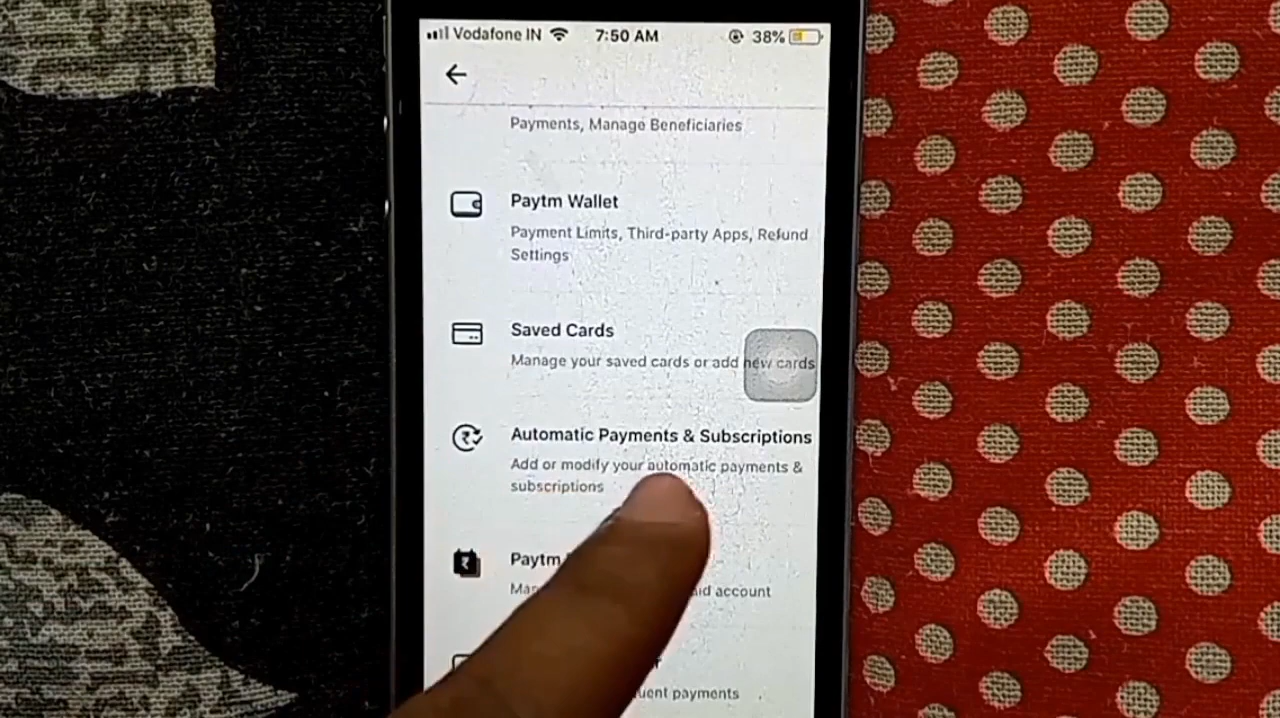 Vodafone IN 7:50 AM 38%
Payments, Manage Beneficiaries
Paytm Wallet
Payment Limits, Third-party Apps, Refund
Settings
Saved Cards
Manage your saved cards or add new cards
Automatic Payments & Subscriptions
Add or modify your automatic payments &
subscriptions
Paytm
account
payments